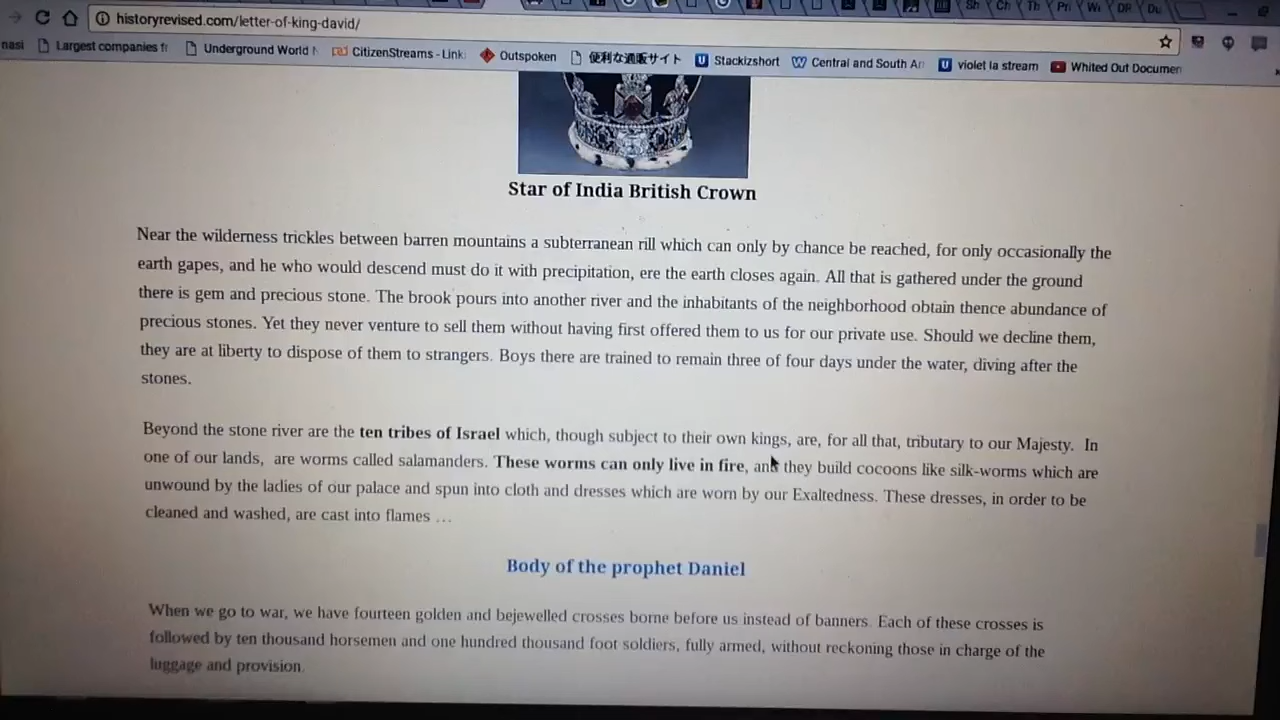 Sh Ch Th Pri Wi DR Du
historyrevised.com/letter-of-king-david/
nasi Largest companies fr Underground World N CitizenStreams - Link Outspoken 便利な通販サイト Stackizshort Central and South Am violet la stream Whited Out Documen
Star of India British Crown
Near the wilderness trickles between barren mountains a subterranean rill which can only by chance be reached, for only occasionally the
earth gapes, and he who would descend must do it with precipitation, ere the earth closes again. All that is gathered under the ground
there is gem and precious stone. The brook pours into another river and the inhabitants of the neighborhood obtain thence abundance of
precious stones. Yet they never venture to sell them without having first offered them to us for our private use. Should we decline them,
they are at liberty to dispose of them to strangers. Boys there are trained to remain three of four days under the water, diving after the
stones.
Beyond the stone river are the ten tribes of Israel which, though subject to their own kings, are, for all that, tributary to our Majesty. In
one of our lands, are worms called salamanders. These worms can only live in fire, and they build cocoons like silk-worms which are
unwound by the ladies of our palace and spun into cloth and dresses which are worn by our Exaltedness. These dresses, in order to be
cleaned and washed, are cast into flames …
Body of the prophet Daniel
When we go to war, we have fourteen golden and bejewelled crosses borne before us instead of banners. Each of these crosses is
followed by ten thousand horsemen and one hundred thousand foot soldiers, fully armed, without reckoning those in charge of the
luggage and provision.